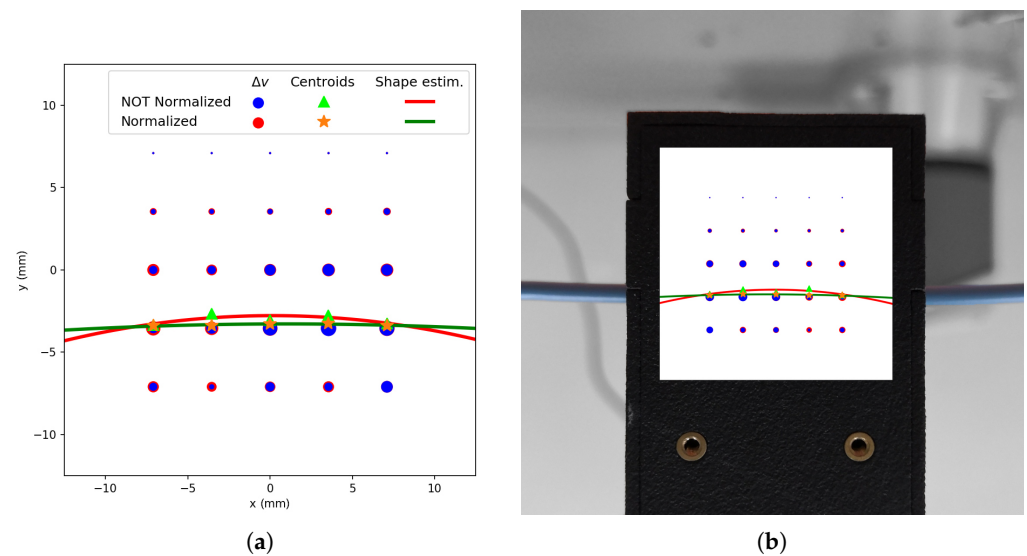 Δv Centroids Shape estim.
NOT Normalized
Normalized
10
5
0
−5
−10
y (mm)
−10 −5 0 5 10
x (mm)
(a) (b)